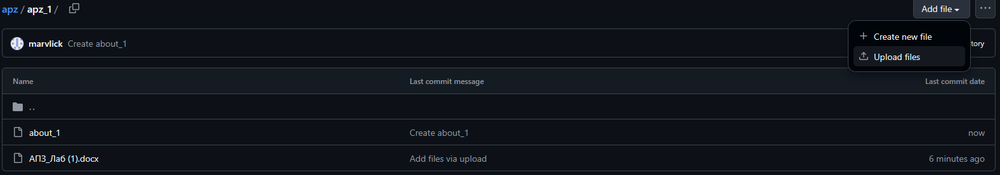 apz / apz_1 /
Add file
marvlick Create about_1
tory
Create new file
Upload files
Name Last commit message Last commit date
..
about_1 Create about_1 now
АПЗ_Лаб (1).docx Add files via upload 6 minutes ago